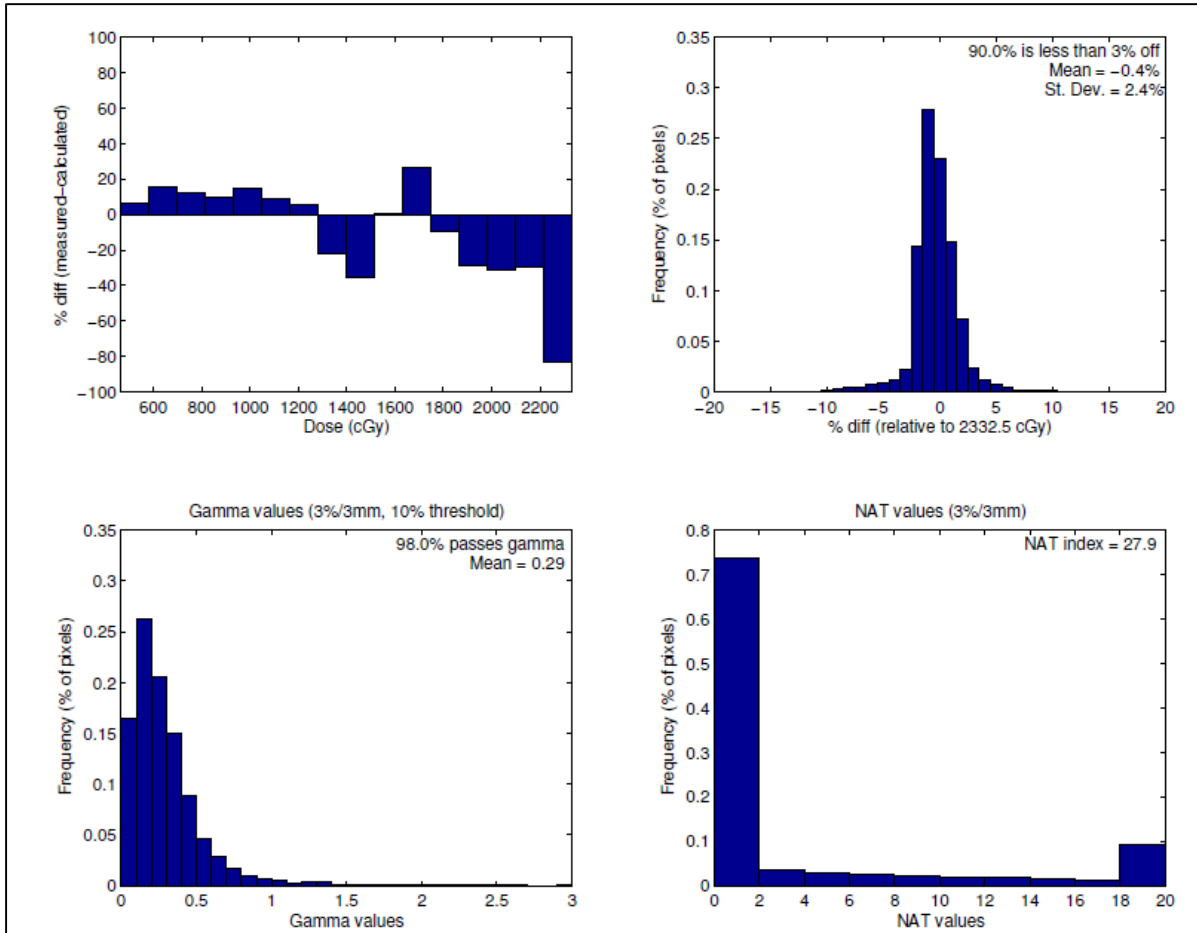 100
80
60
40
20
0
−20
−40
−60
−80
−100
% diff (measured-calculated)
600 800 1000 1200 1400 1600 1800 2000 2200
Dose (cGy)
0.35
0.3
0.25
0.2
0.15
0.1
0.05
0
Frequency (% of pixels)
90.0% is less than 3% off
Mean = −0.4%
St. Dev. = 2.4%
−20 −15 −10 −5 0 5 10 15 20
% diff (relative to 2332.5 cGy)
Gamma values (3%/3mm, 10% threshold)
0.35
0.3
0.25
0.2
0.15
0.1
0.05
0
Frequency (% of pixels)
98.0% passes gamma
Mean = 0.29
0 0.5 1 1.5 2 2.5 3
Gamma values
NAT values (3%/3mm)
0.8
0.7
0.6
0.5
0.4
0.3
0.2
0.1
0
Frequency (% of pixels)
NAT index = 27.9
0 2 4 6 8 10 12 14 16 18 20
NAT values